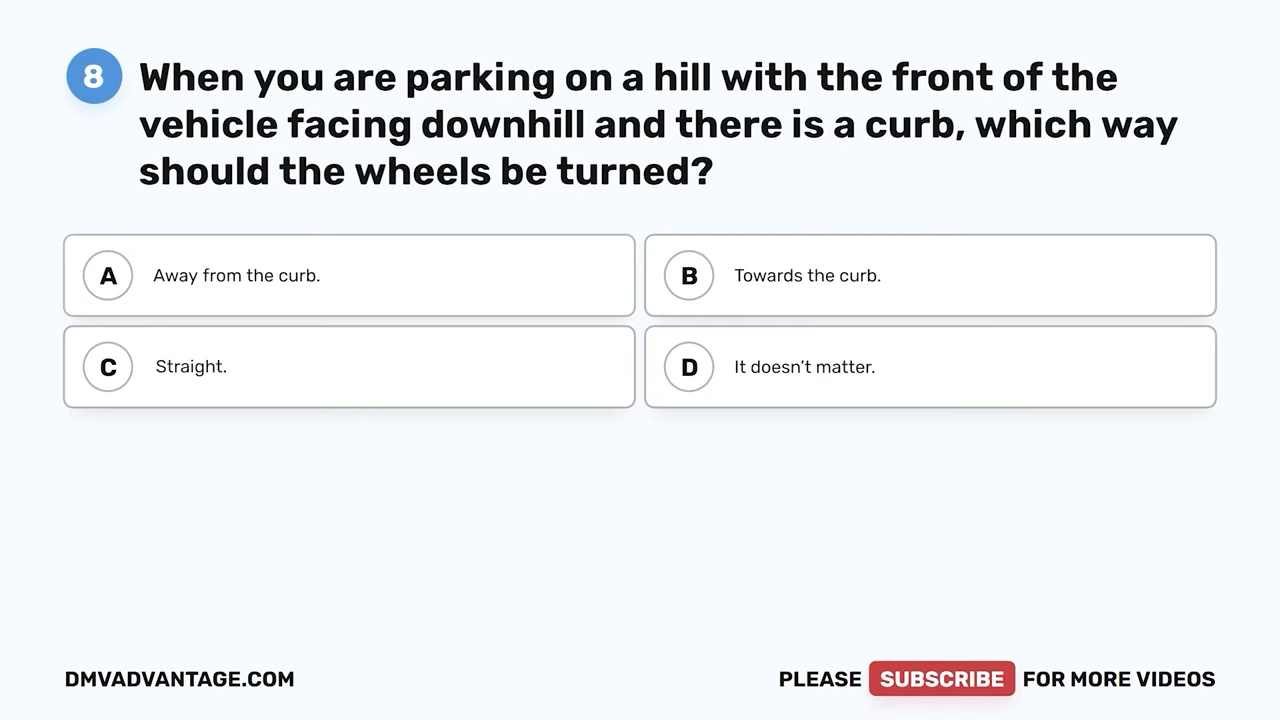 8
When you are parking on a hill with the front of the
vehicle facing downhill and there is a curb, which way
should the wheels be turned?
A Away from the curb.
B Towards the curb.
C Straight.
D It doesn’t matter.
DMVADVANTAGE.COM
PLEASE SUBSCRIBE FOR MORE VIDEOS